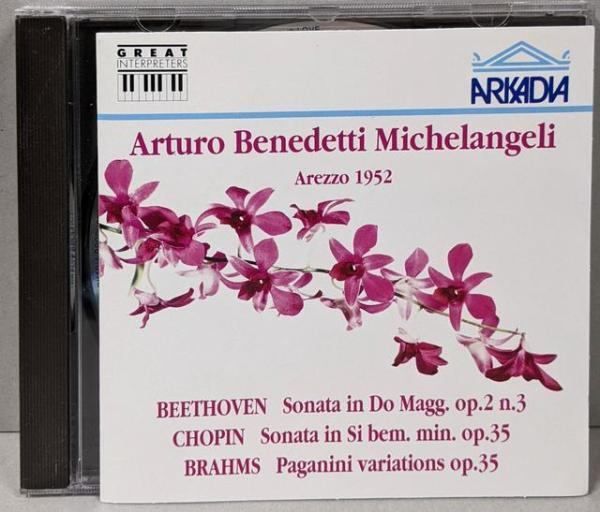 GREAT
INTERPRETERS
ARKADIA
Arturo Benedetti Michelangeli
Arezzo 1952
BEETHOVEN Sonata in Do Magg. op.2 n.3
CHOPIN Sonata in Si bem. min. op.35
BRAHMS Paganini variations op.35